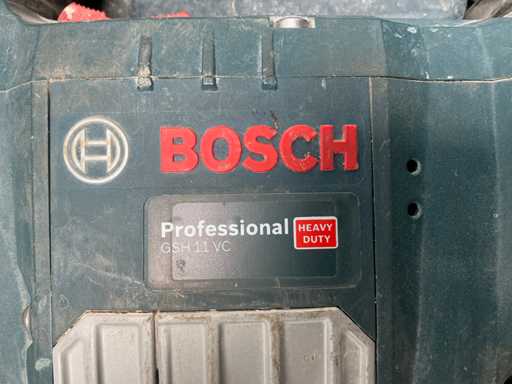 BOSCH
Professional
GSH 11 VC
HEAVY
DUTY